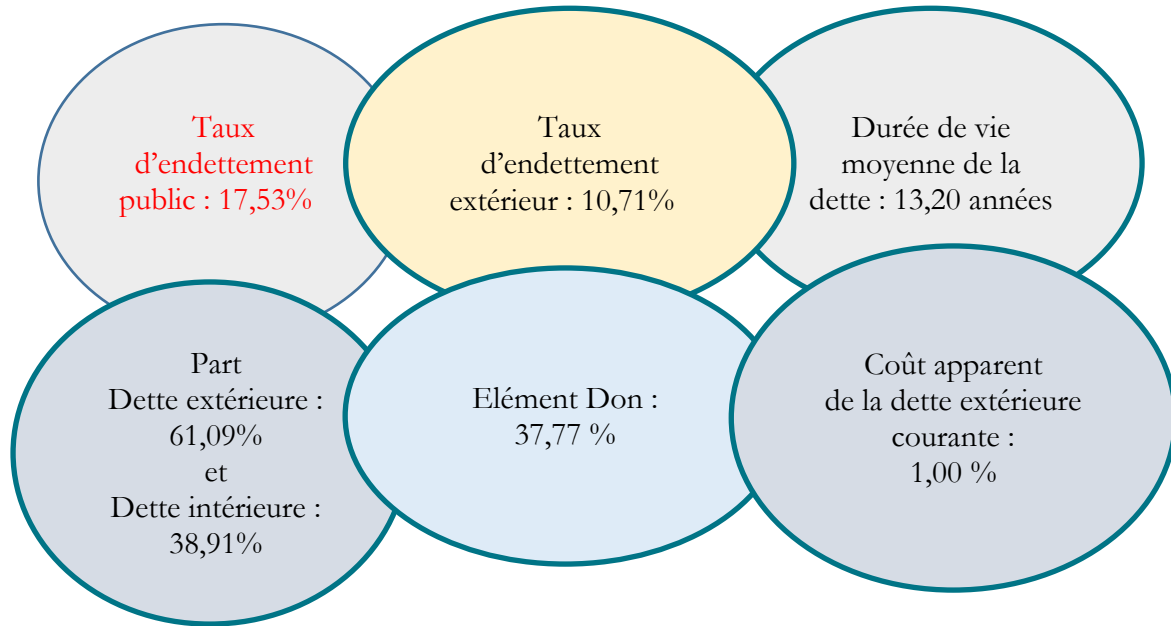 Taux
d’endettement
public : 17,53%
Taux
d’endettement
extérieur : 10,71%
Durée de vie
moyenne de la
dette : 13,20 années
Part
Dette extérieure :
61,09%
et
Dette intérieure :
38,91%
Elément Don :
37,77 %
Coût apparent
de la dette extérieure
courante :
1,00 %